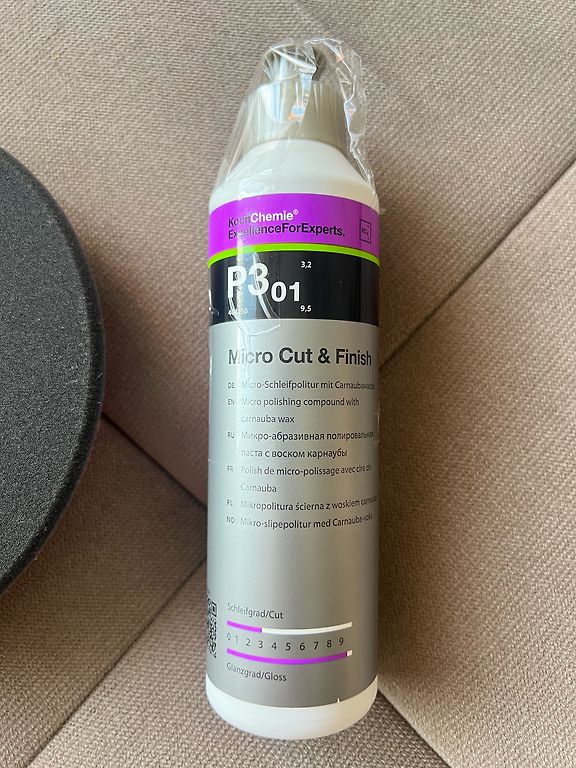 KochChemie®
ExcellenceForExperts.
P3 01
3,2
9,5
Micro Cut & Finish
DE Micro-Schleifpolitur mit Carnaubawachs
EN Micro polishing compound with
carnauba wax
RU Микро-абразивная полировальная
паста с воском карнаубы
FR Polish de micro-polissage avec cire de
Carnauba
PL Mikropolitura ścierna z woskiem carnauba
NO Mikro-slipepolitur med Carnauba-voks
Schleifgrad/Cut
0 1 2 3 4 5 6 7 8 9
Glanzgrad/Gloss